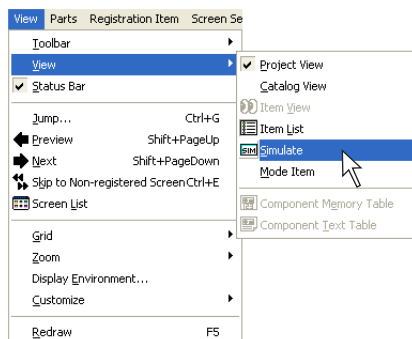 View Parts Registration Item Screen Se
Toolbar
View
Status Bar
Jump... Ctrl+G
Preview Shift+PageUp
Next Shift+PageDown
Skip to Non-registered Screen Ctrl+E
Screen List
Grid
Zoom
Display Environment...
Customize
Redraw F5
Project View
Catalog View
Item View
Item List
SIM Simulate
Mode Item
Component Memory Table
Component Text Table